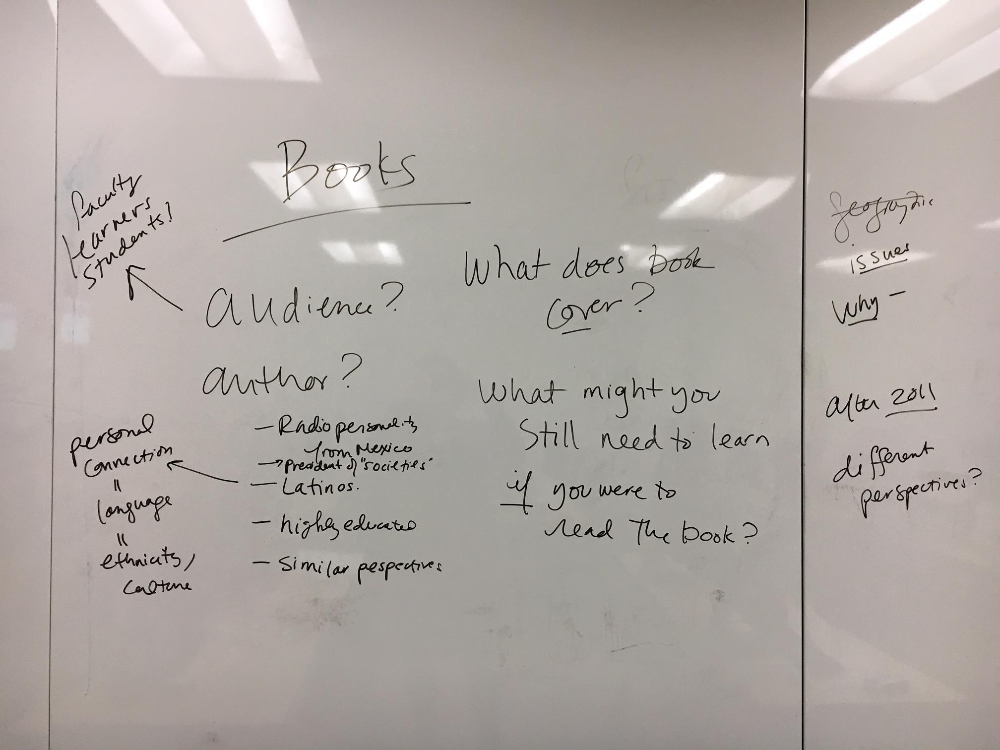 Books
faculty
learners
students!
audience?
author?
- Radio personality
from Mexico
→ President of "societies"
- Latinos.
- highly educated
- Similar pespectives
personal
connection
"
language
"
ethnicity,
culture
What does book
cover?
What might you
Still need to learn
if you were to
read The book?
geographic
issues
Why -
after 2011
different
perspectives?